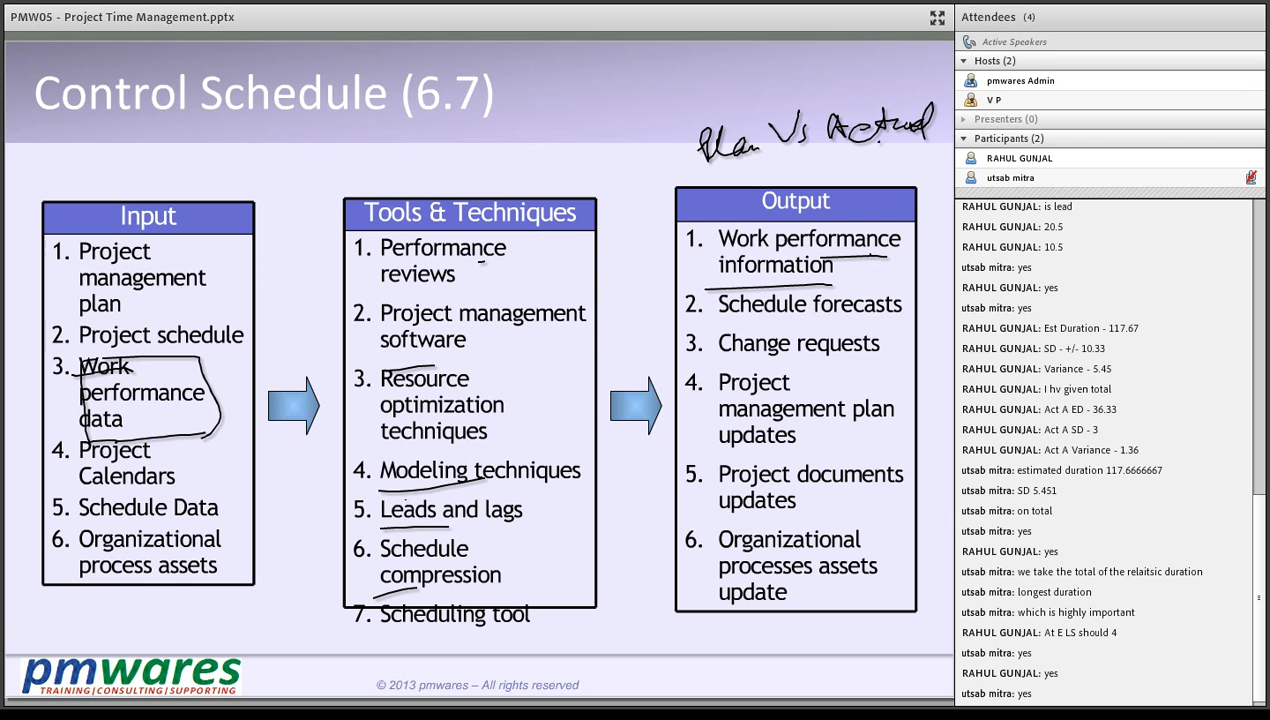 PMW05 - Project Time Management.pptx
Control Schedule (6.7)
Plan Vs Actual
Input
1. Project
management
plan
2. Project schedule
3. Work
performance
data
4. Project
Calendars
5. Schedule Data
6. Organizational
process assets
Tools & Techniques
1. Performance
reviews
2. Project management
software
3. Resource
optimization
techniques
4. Modeling techniques
5. Leads and lags
6. Schedule
compression
7. Scheduling tool
Output
1. Work performance
information
2. Schedule forecasts
3. Change requests
4. Project
management plan
updates
5. Project documents
updates
6. Organizational
processes assets
update
pmwares
TRAINING|CONSULTING|SUPPORTING
© 2013 pmwares – All rights reserved
Attendees (4)
Active Speakers
Hosts (2)
pmwares Admin
V P
Presenters (0)
Participants (2)
RAHUL GUNJAL
utsab mitra
RAHUL GUNJAL: is lead
RAHUL GUNJAL: 20.5
RAHUL GUNJAL: 10.5
utsab mitra: yes
RAHUL GUNJAL: yes
utsab mitra: yes
RAHUL GUNJAL: Est Duration - 117.67
RAHUL GUNJAL: SD - +/- 10.33
RAHUL GUNJAL: Variance - 5.45
RAHUL GUNJAL: I hv given total
RAHUL GUNJAL: Act A ED - 36.33
RAHUL GUNJAL: Act A SD - 3
RAHUL GUNJAL: Act A Variance - 1.36
utsab mitra: estimated duration 117.6666667
utsab mitra: SD 5.451
utsab mitra: on total
utsab mitra: yes
RAHUL GUNJAL: yes
utsab mitra: we take the total of the relaitsic duration
utsab mitra: longest duration
utsab mitra: which is highly important
RAHUL GUNJAL: At E LS should 4
utsab mitra: yes
RAHUL GUNJAL: yes
utsab mitra: yes